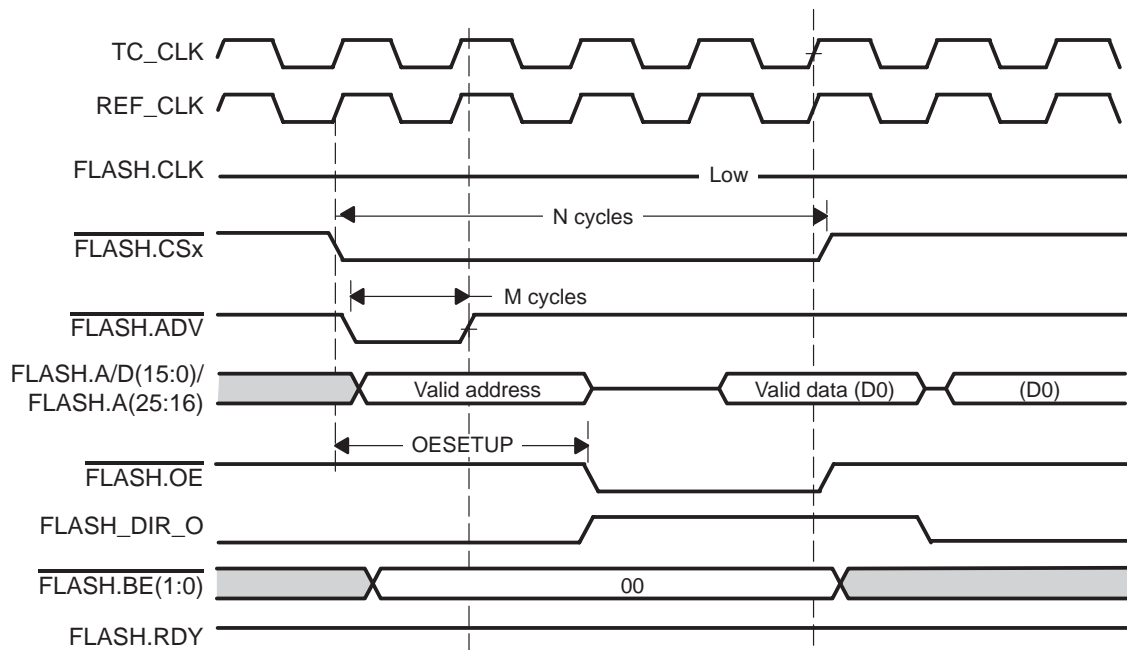 TC_CLK
REF_CLK
FLASH.CLK
Low
N cycles
FLASH.CSx
M cycles
FLASH.ADV
FLASH.A/D(15:0)/
FLASH.A(25:16)
Valid address
Valid data (D0)
(D0)
OESETUP
FLASH.OE
FLASH_DIR_O
FLASH.BE(1:0)
00
FLASH.RDY